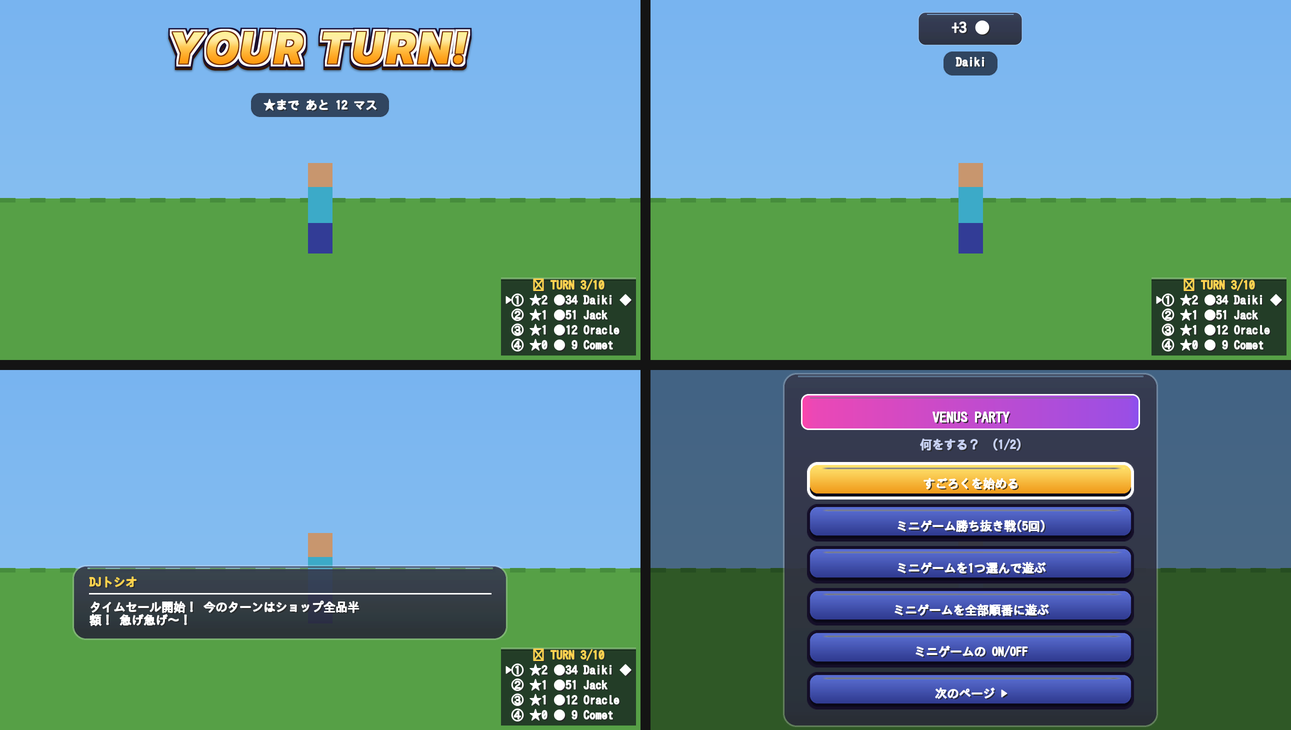 YOUR TURN!
★まで あと 12 マス
TURN 3/10
▶① ★2 ●34 Daiki ◆
② ★1 ●51 Jack
③ ★1 ●12 Oracle
④ ★0 ● 9 Comet
+3 ●
Daiki
TURN 3/10
▶① ★2 ●34 Daiki ◆
② ★1 ●51 Jack
③ ★1 ●12 Oracle
④ ★0 ● 9 Comet
DJトシオ
タイムセール開始! 今のターンはショップ全品半
額! 急げ急げ〜!
TURN 3/10
▶① ★2 ●34 Daiki ◆
② ★1 ●51 Jack
③ ★1 ●12 Oracle
④ ★0 ● 9 Comet
VENUS PARTY
何をする? (1/2)
すごろくを始める
ミニゲーム勝ち抜き戦(5回)
ミニゲームを1つ選んで遊ぶ
ミニゲームを全部順番に遊ぶ
ミニゲームの ON/OFF
次のページ ▶